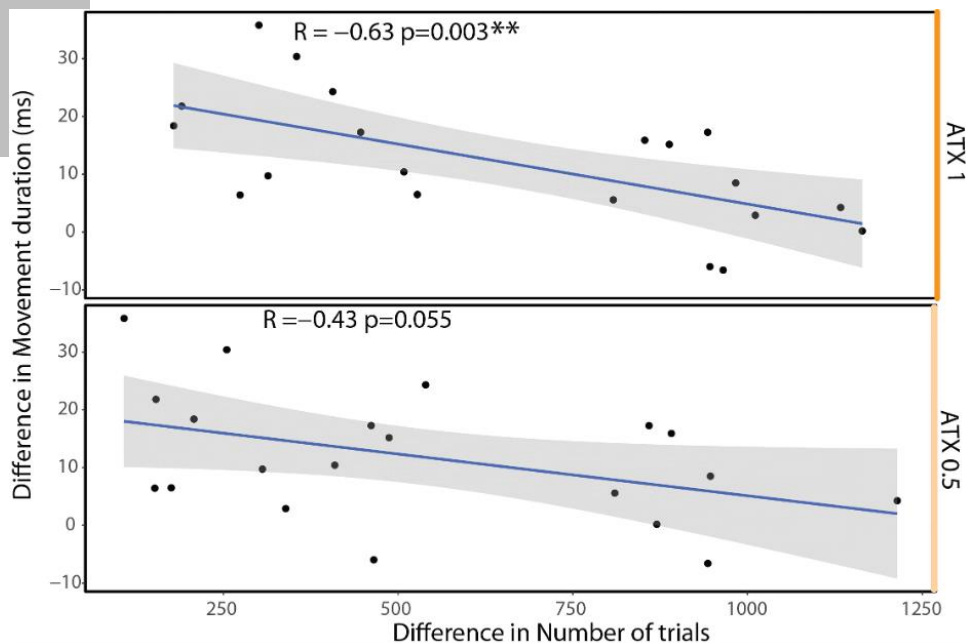 R = −0.63 p=0.003**
30
20
10
0
−10
ATX 1
Difference in Movement duration (ms)
R =−0.43 p=0.055
30
20
10
0
−10
ATX 0.5
250 500 750 1000 1250
Difference in Number of trials